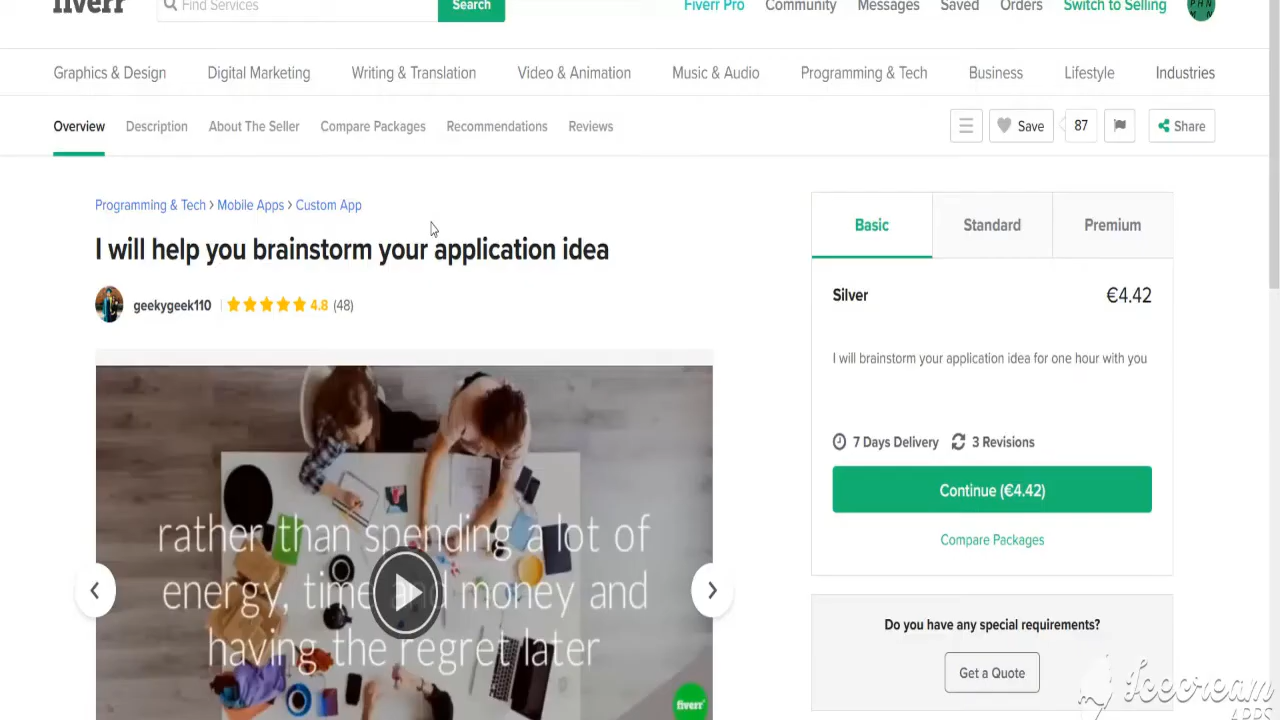 fiverr
Find Services
Search
Fiverr Pro
Community
Messages
Saved
Orders
Switch to Selling
PHN
Graphics & Design
Digital Marketing
Writing & Translation
Video & Animation
Music & Audio
Programming & Tech
Business
Lifestyle
Industries
Overview
Description
About The Seller
Compare Packages
Recommendations
Reviews
Save
87
Share
Programming & Tech › Mobile Apps › Custom App
I will help you brainstorm your application idea
geekygeek110
4.8 (48)
rather than spending a lot of
energy, time and money and
having the regret later
fiverr
Basic
Standard
Premium
Silver
€4.42
I will brainstorm your application idea for one hour with you
7 Days Delivery
3 Revisions
Continue (€4.42)
Compare Packages
Do you have any special requirements?
Get a Quote
Icecream
APPS